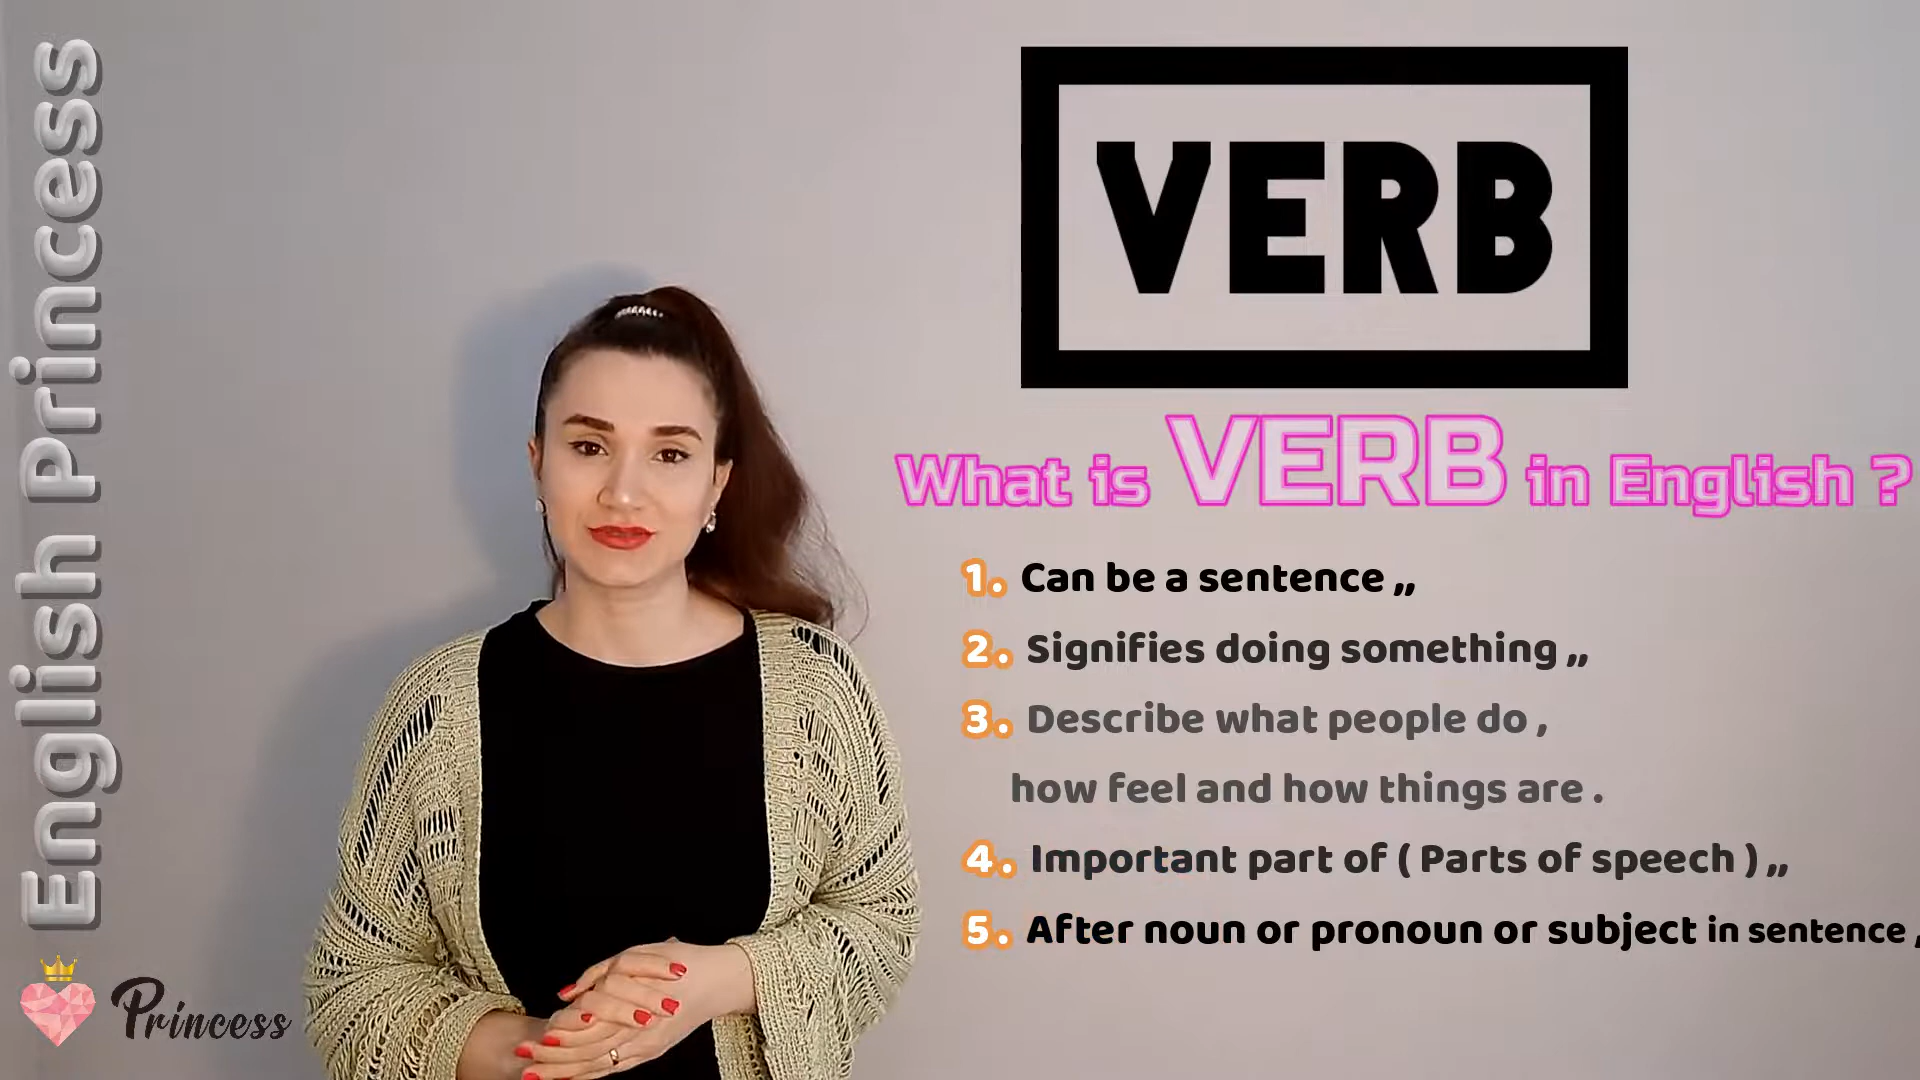 English Princess
Princess
VERB
What is VERB in English ?
1. Can be a sentence ,,
2. Signifies doing something ,,
3. Describe what people do ,
how feel and how things are .
4. Important part of ( Parts of speech ) ,,
5. After noun or pronoun or subject in sentence ,